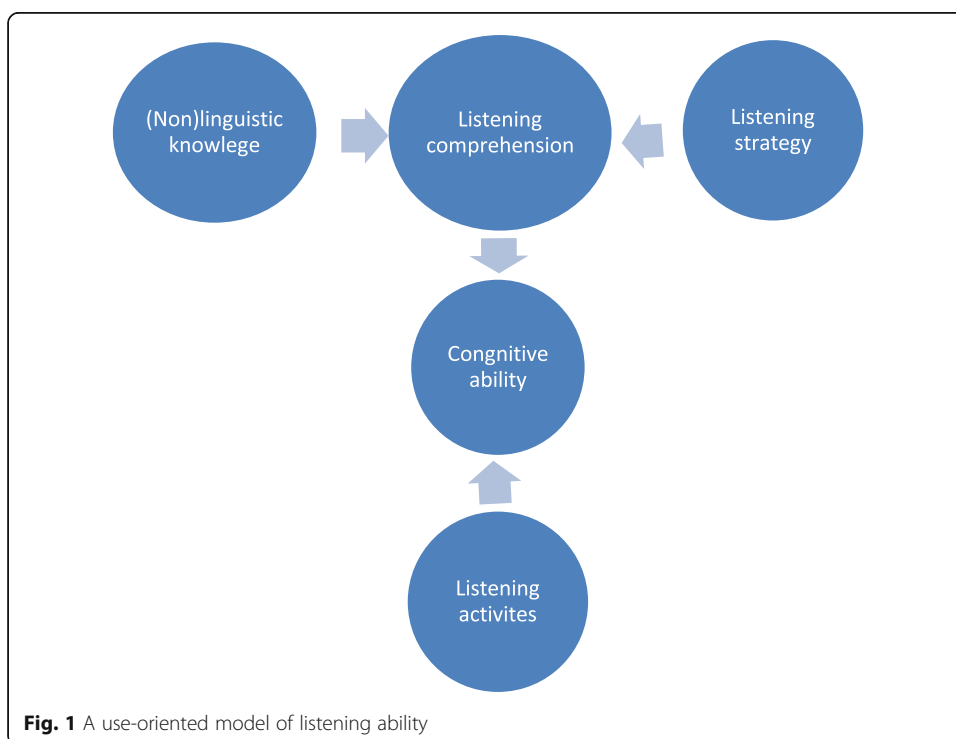 (Non)linguistic
knowlege
Listening
comprehension
Listening
strategy
Congnitive
ability
Listening
activites
Fig. 1 A use-oriented model of listening ability